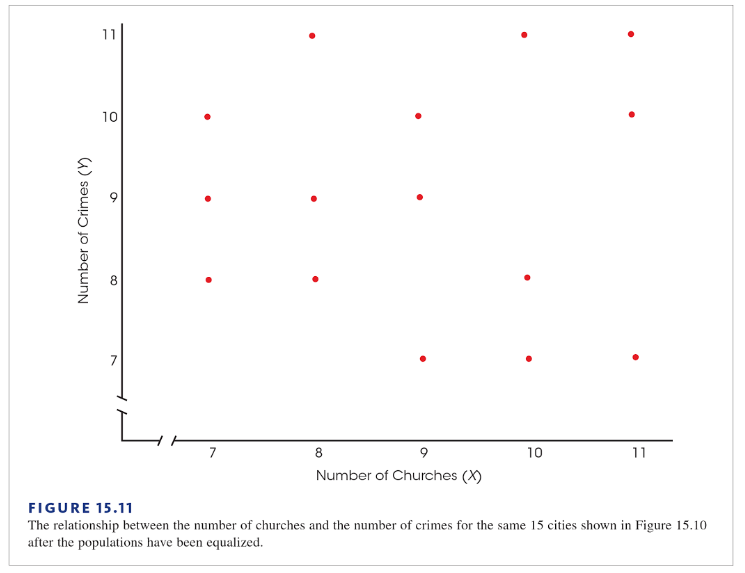 11
10
9
8
7
Number of Crimes (Y)
7 8 9 10 11
Number of Churches (X)
FIGURE 15.11
The relationship between the number of churches and the number of crimes for the same 15 cities shown in Figure 15.10
after the populations have been equalized.